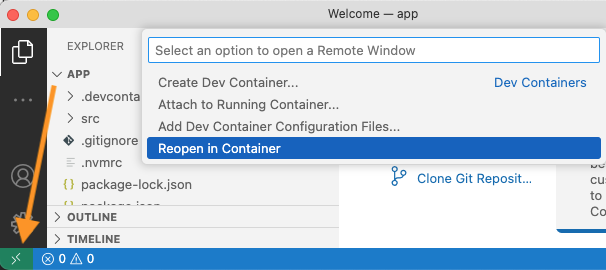 Welcome — app
EXPLORER
Select an option to open a Remote Window
APP
Create Dev Container...
Dev Containers
.devconta
Attach to Running Container...
src
Add Dev Container Configuration Files...
.gitignore
Reopen in Container
.nvmrc
{} package-lock.json
Clone Git Reposit...
be
cus
to
Co
{} package.json
OUTLINE
TIMELINE
0
0